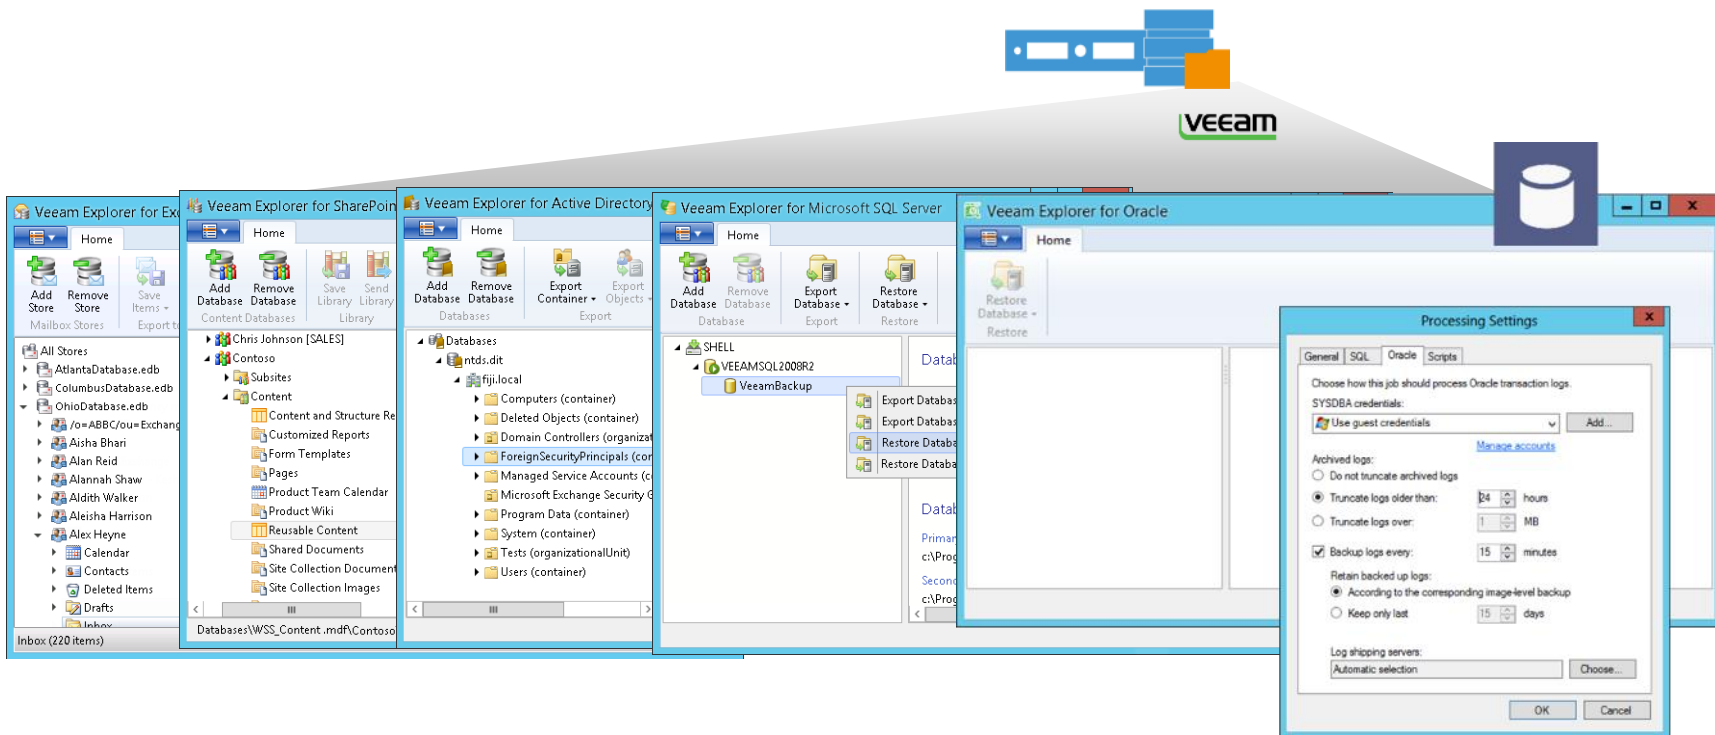 veeam
Veeam Explorer for Exc
Home
Add
Store
Remove
Store
Save
Items
Mailbox Stores
Export to
All Stores
AtlantaDatabase.edb
ColumbusDatabase.edb
OhioDatabase.edb
/o=ABBC/ou=Exchang
Aisha Bhari
Alan Reid
Alannah Shaw
Aldith Walker
Aleisha Harrison
Alex Heyne
Calendar
Contacts
Deleted Items
Drafts
Inbox
Inbox (220 items)
Veeam Explorer for SharePoin
Home
Add
Database
Remove
Database
Save
Library
Send
Library
Content Databases
Library
Chris Johnson [SALES]
Contoso
Subsites
Content
Content and Structure Re
Customized Reports
Form Templates
Pages
Product Team Calendar
Product Wiki
Reusable Content
Shared Documents
Site Collection Document
Site Collection Images
Databases\WSS_Content .mdf\Contoso
Veeam Explorer for Active Directory
Home
Add
Database
Remove
Database
Export
Container
Export
Objects
Databases
Export
Databases
ntds.dit
fiji.local
Computers (container)
Deleted Objects (container)
Domain Controllers (organizat
ForeignSecurityPrincipals (cor
Managed Service Accounts (c
Microsoft Exchange Security G
Program Data (container)
System (container)
Tests (organizationalUnit)
Users (container)
Veeam Explorer for Microsoft SQL Server
Home
Add
Database
Remove
Database
Export
Database
Restore
Database
Database
Export
Restore
SHELL
VEEAMSQL2008R2
VeeamBackup
Export Databas
Export Databas
Restore Databa
Restore Databa
Datab
Datab
Primar
c:\Prog
Second
c:\Prog
Veeam Explorer for Oracle
Home
Restore
Database
Restore
Processing Settings
General
SQL
Oracle
Scripts
Choose how this job should process Oracle transaction logs.
SYSDBA credentials:
Use guest credentials
Add...
Manage accounts
Archived logs:
Do not truncate archived logs
Truncate logs older than: 24 hours
Truncate logs over: 1 MB
Backup logs every: 15 minutes
Retain backed up logs:
According to the corresponding image-level backup
Keep only last 15 days
Log shipping servers:
Automatic selection
Choose...
OK
Cancel